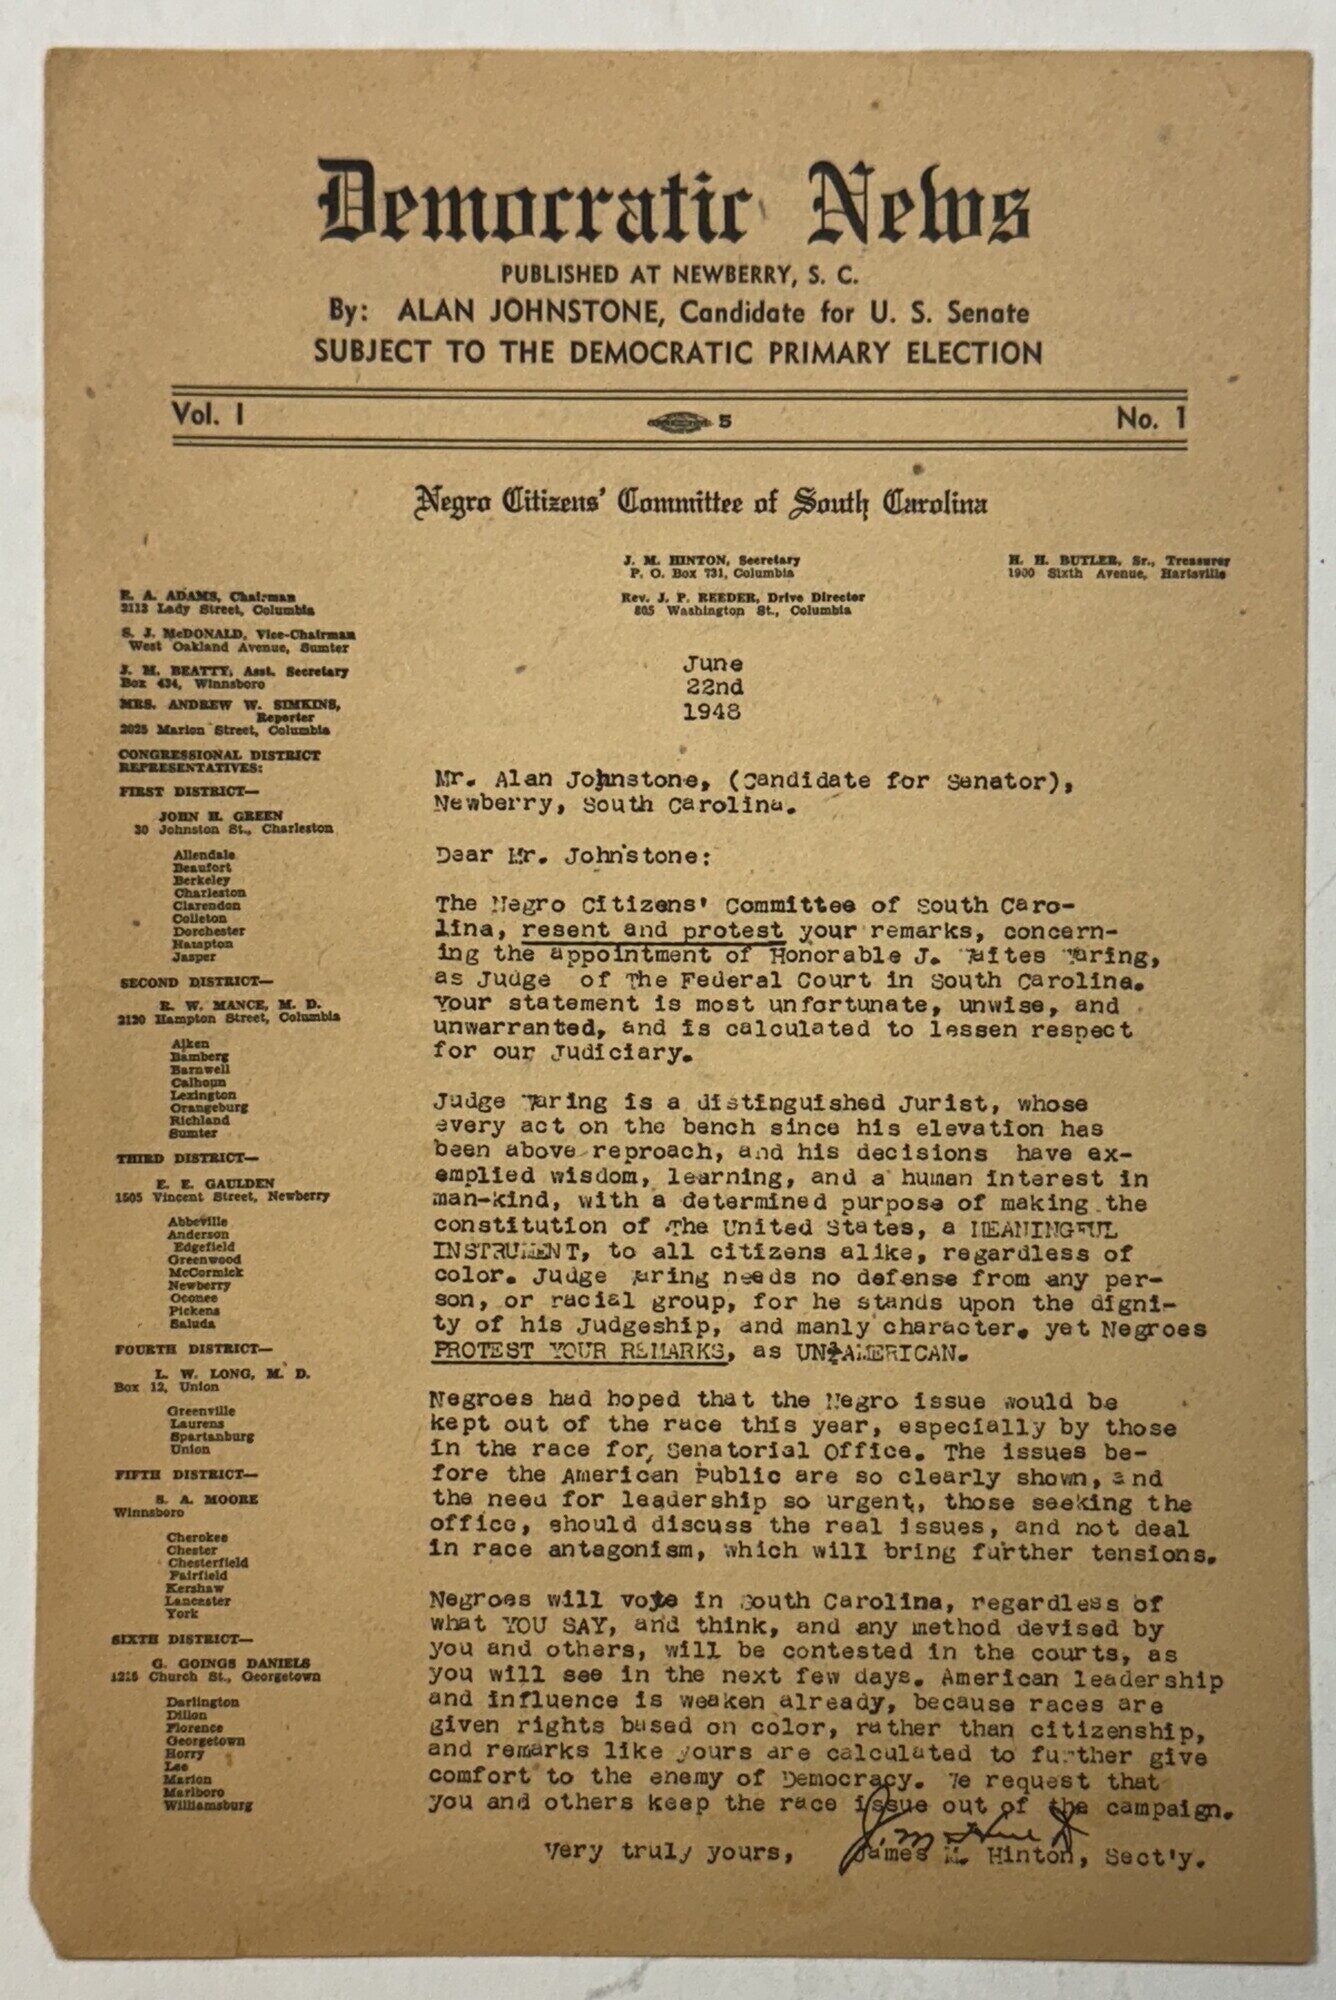 Democratic News
PUBLISHED AT NEWBERRY, S. C.
By: ALAN JOHNSTONE, Candidate for U. S. Senate
SUBJECT TO THE DEMOCRATIC PRIMARY ELECTION
Vol. I 5 No. 1
Negro Citizens' Committee of South Carolina
J. M. HINTON, Secretary
P. O. Box 731, Columbia
Rev. J. P. REEDER, Drive Director
805 Washington St., Columbia
H. H. BUTLER, Sr., Treasurer
1900 Sixth Avenue, Hartsville
E. A. ADAMS, Chairman
2113 Lady Street, Columbia
S. J. McDONALD, Vice-Chairman
West Oakland Avenue, Sumter
J. M. BEATTY, Asst. Secretary
Box 434, Winnsboro
MRS. ANDREW W. SIMKINS,
Reporter
2025 Marion Street, Columbia
CONGRESSIONAL DISTRICT
REPRESENTATIVES:
FIRST DISTRICT—
JOHN H. GREEN
30 Johnston St., Charleston
Allendale
Beaufort
Berkeley
Charleston
Clarendon
Colleton
Dorchester
Hampton
Jasper
SECOND DISTRICT—
R. W. MANCE, M. D.
2130 Hampton Street, Columbia
Aiken
Bamberg
Barnwell
Calhoun
Lexington
Orangeburg
Richland
Sumter
THIRD DISTRICT—
E. E. GAULDEN
1505 Vincent Street, Newberry
Abbeville
Anderson
Edgefield
Greenwood
McCormick
Newberry
Oconee
Pickens
Saluda
FOURTH DISTRICT—
L. W. LONG, M. D.
Box 12, Union
Greenville
Laurens
Spartanburg
Union
FIFTH DISTRICT—
S. A. MOORE
Winnsboro
Cherokee
Chester
Chesterfield
Fairfield
Kershaw
Lancaster
York
SIXTH DISTRICT—
G. GOINGS DANIELS
1215 Church St., Georgetown
Darlington
Dillon
Florence
Georgetown
Horry
Lee
Marion
Marlboro
Williamsburg
June
22nd
1948
Mr. Alan Johnstone, (Candidate for Senator),
Newberry, South Carolina.
Dear Mr. Johnstone:
The Negro Citizens' Committee of South Caro-
lina, resent and protest your remarks, concern-
ing the appointment of Honorable J. Waites Waring,
as Judge of The Federal Court in South Carolina.
Your statement is most unfortunate, unwise, and
unwarranted, and is calculated to lessen respect
for our Judiciary.
Judge Waring is a distinguished Jurist, whose
every act on the bench since his elevation has
been above reproach, and his decisions have ex-
emplied wisdom, learning, and a human interest in
man-kind, with a determined purpose of making the
constitution of The United States, a MEANINGFUL
INSTRUMENT, to all citizens alike, regardless of
color. Judge Waring needs no defense from any per-
son, or racial group, for he stands upon the digni-
ty of his Judgeship, and manly character. yet Negroes
PROTEST YOUR REMARKS, as UN-AMERICAN.
Negroes had hoped that the Negro issue would be
kept out of the race this year, especially by those
in the race for, Senatorial Office. The issues be-
fore the American Public are so clearly shown, and
the need for leadership so urgent, those seeking the
office, should discuss the real issues, and not deal
in race antagonism, which will bring further tensions.
Negroes will vote in South Carolina, regardless of
what YOU SAY, and think, and any method devised by
you and others, will be contested in the courts, as
you will see in the next few days. American leadership
and influence is weaken already, because races are
given rights based on color, rather than citizenship,
and remarks like yours are calculated to further give
comfort to the enemy of Democracy. We request that
you and others keep the race issue out of the campaign.
Very truly yours, James M. Hinton, Sect'y.